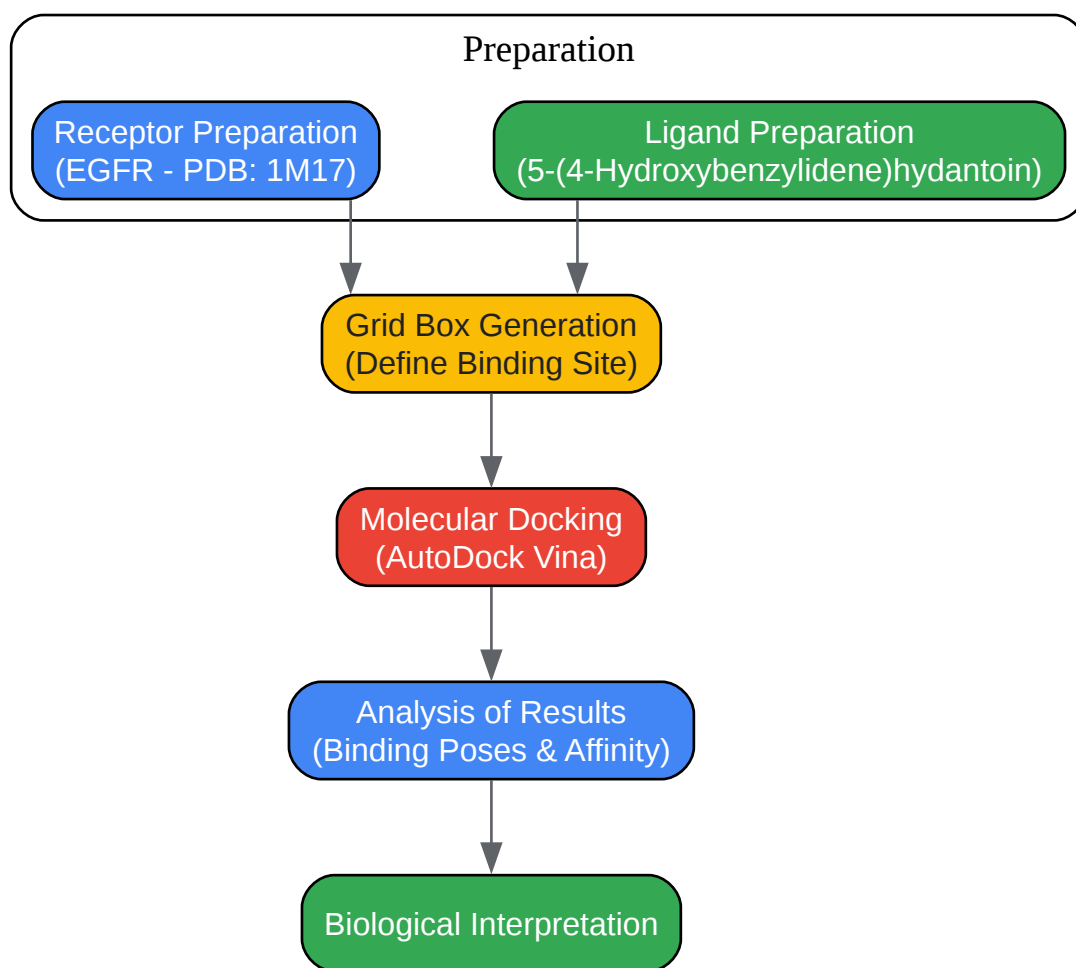 Preparation
Receptor Preparation
(EGFR - PDB: 1M17)
Ligand Preparation
(5-(4-Hydroxybenzylidene)hydantoin)
Grid Box Generation
(Define Binding Site)
Molecular Docking
(AutoDock Vina)
Analysis of Results
(Binding Poses & Affinity)
Biological Interpretation